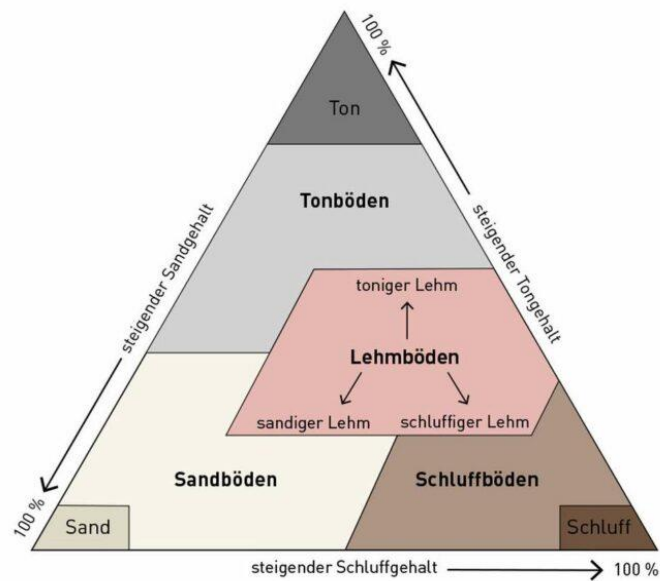 100 %
Ton
Tonböden
steigender Sandgehalt
steigender Tongehalt
toniger Lehm
Lehmböden
sandiger Lehm
schluffiger Lehm
Sandböden
Schluffböden
100 %
Sand
Schluff
steigender Schluffgehalt
100 %